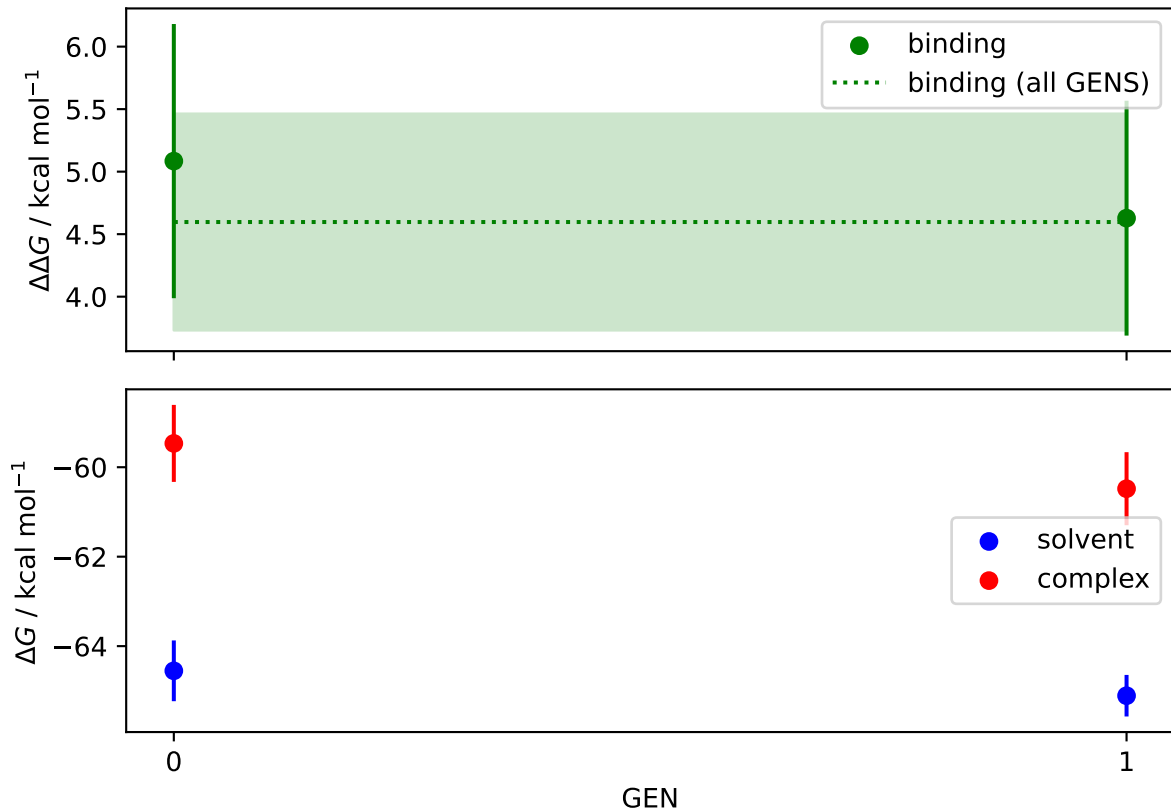 6.0
5.5
5.0
4.5
4.0
ΔΔG / kcal mol⁻¹
binding
binding (all GENS)
−60
−62
−64
ΔG / kcal mol⁻¹
solvent
complex
0
1
GEN